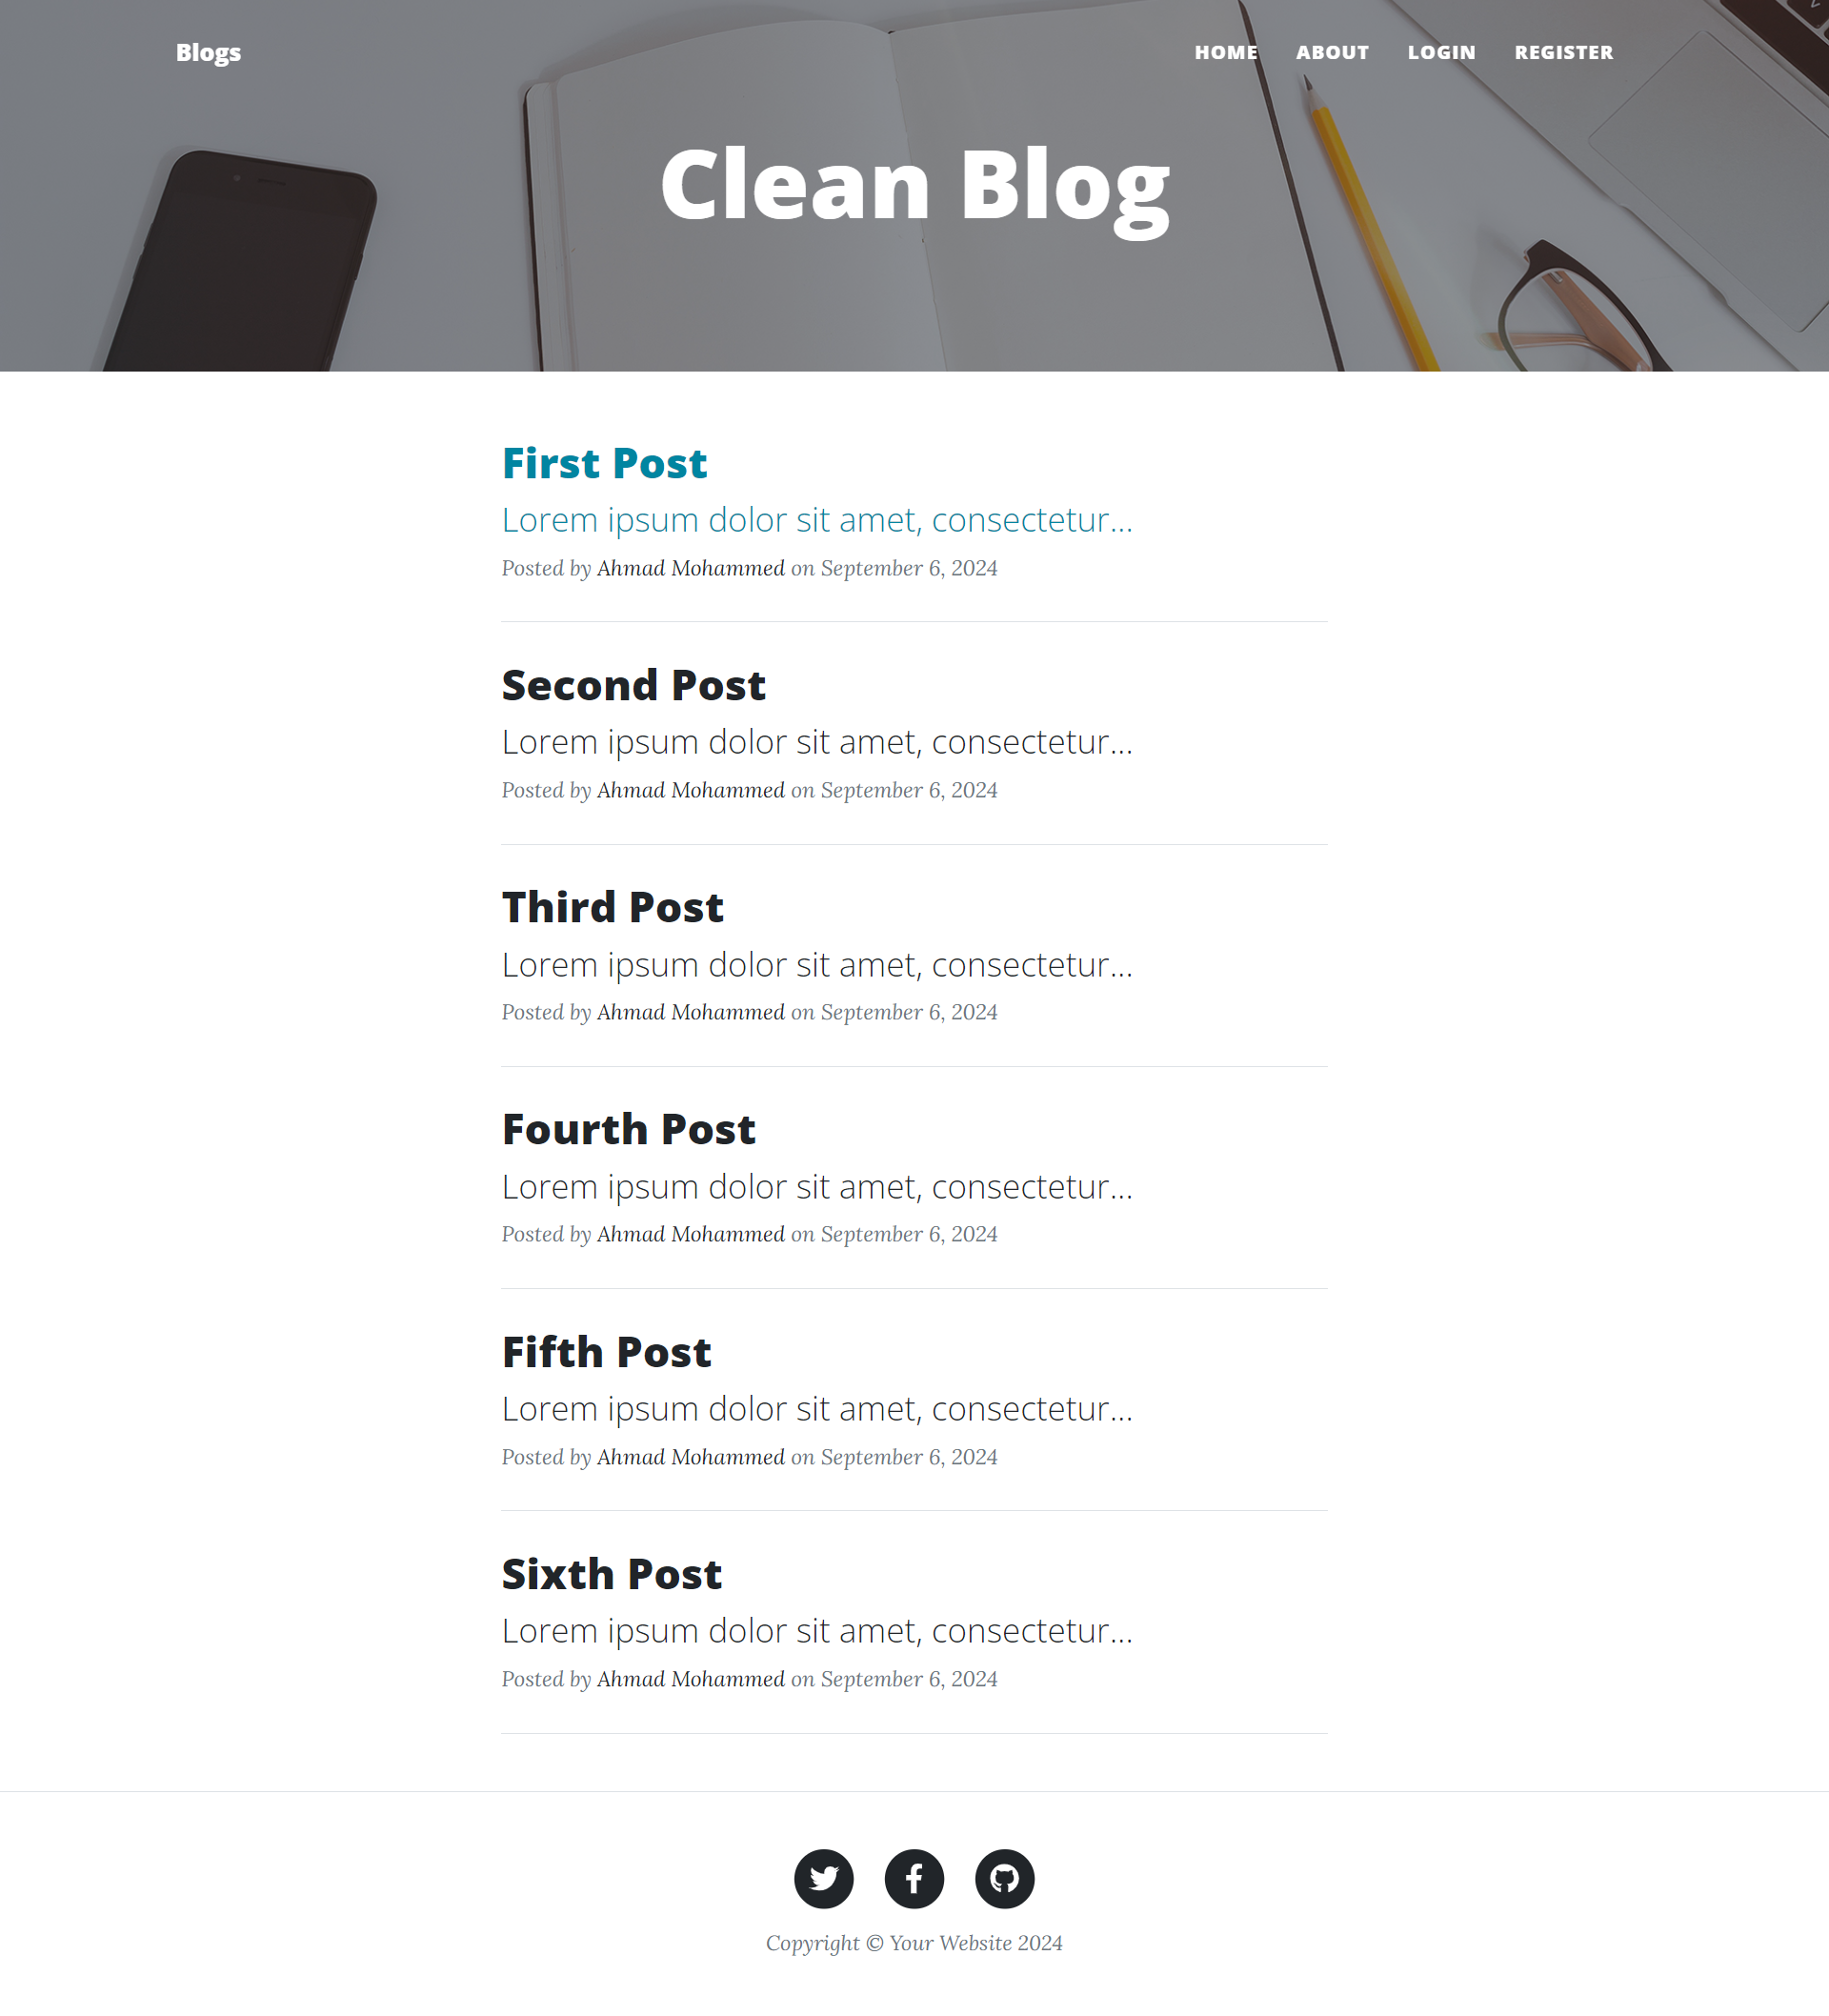 Blogs
HOME ABOUT LOGIN REGISTER
Clean Blog
First Post
Lorem ipsum dolor sit amet, consectetur...
Posted by Ahmad Mohammed on September 6, 2024
Second Post
Lorem ipsum dolor sit amet, consectetur...
Posted by Ahmad Mohammed on September 6, 2024
Third Post
Lorem ipsum dolor sit amet, consectetur...
Posted by Ahmad Mohammed on September 6, 2024
Fourth Post
Lorem ipsum dolor sit amet, consectetur...
Posted by Ahmad Mohammed on September 6, 2024
Fifth Post
Lorem ipsum dolor sit amet, consectetur...
Posted by Ahmad Mohammed on September 6, 2024
Sixth Post
Lorem ipsum dolor sit amet, consectetur...
Posted by Ahmad Mohammed on September 6, 2024
Copyright © Your Website 2024